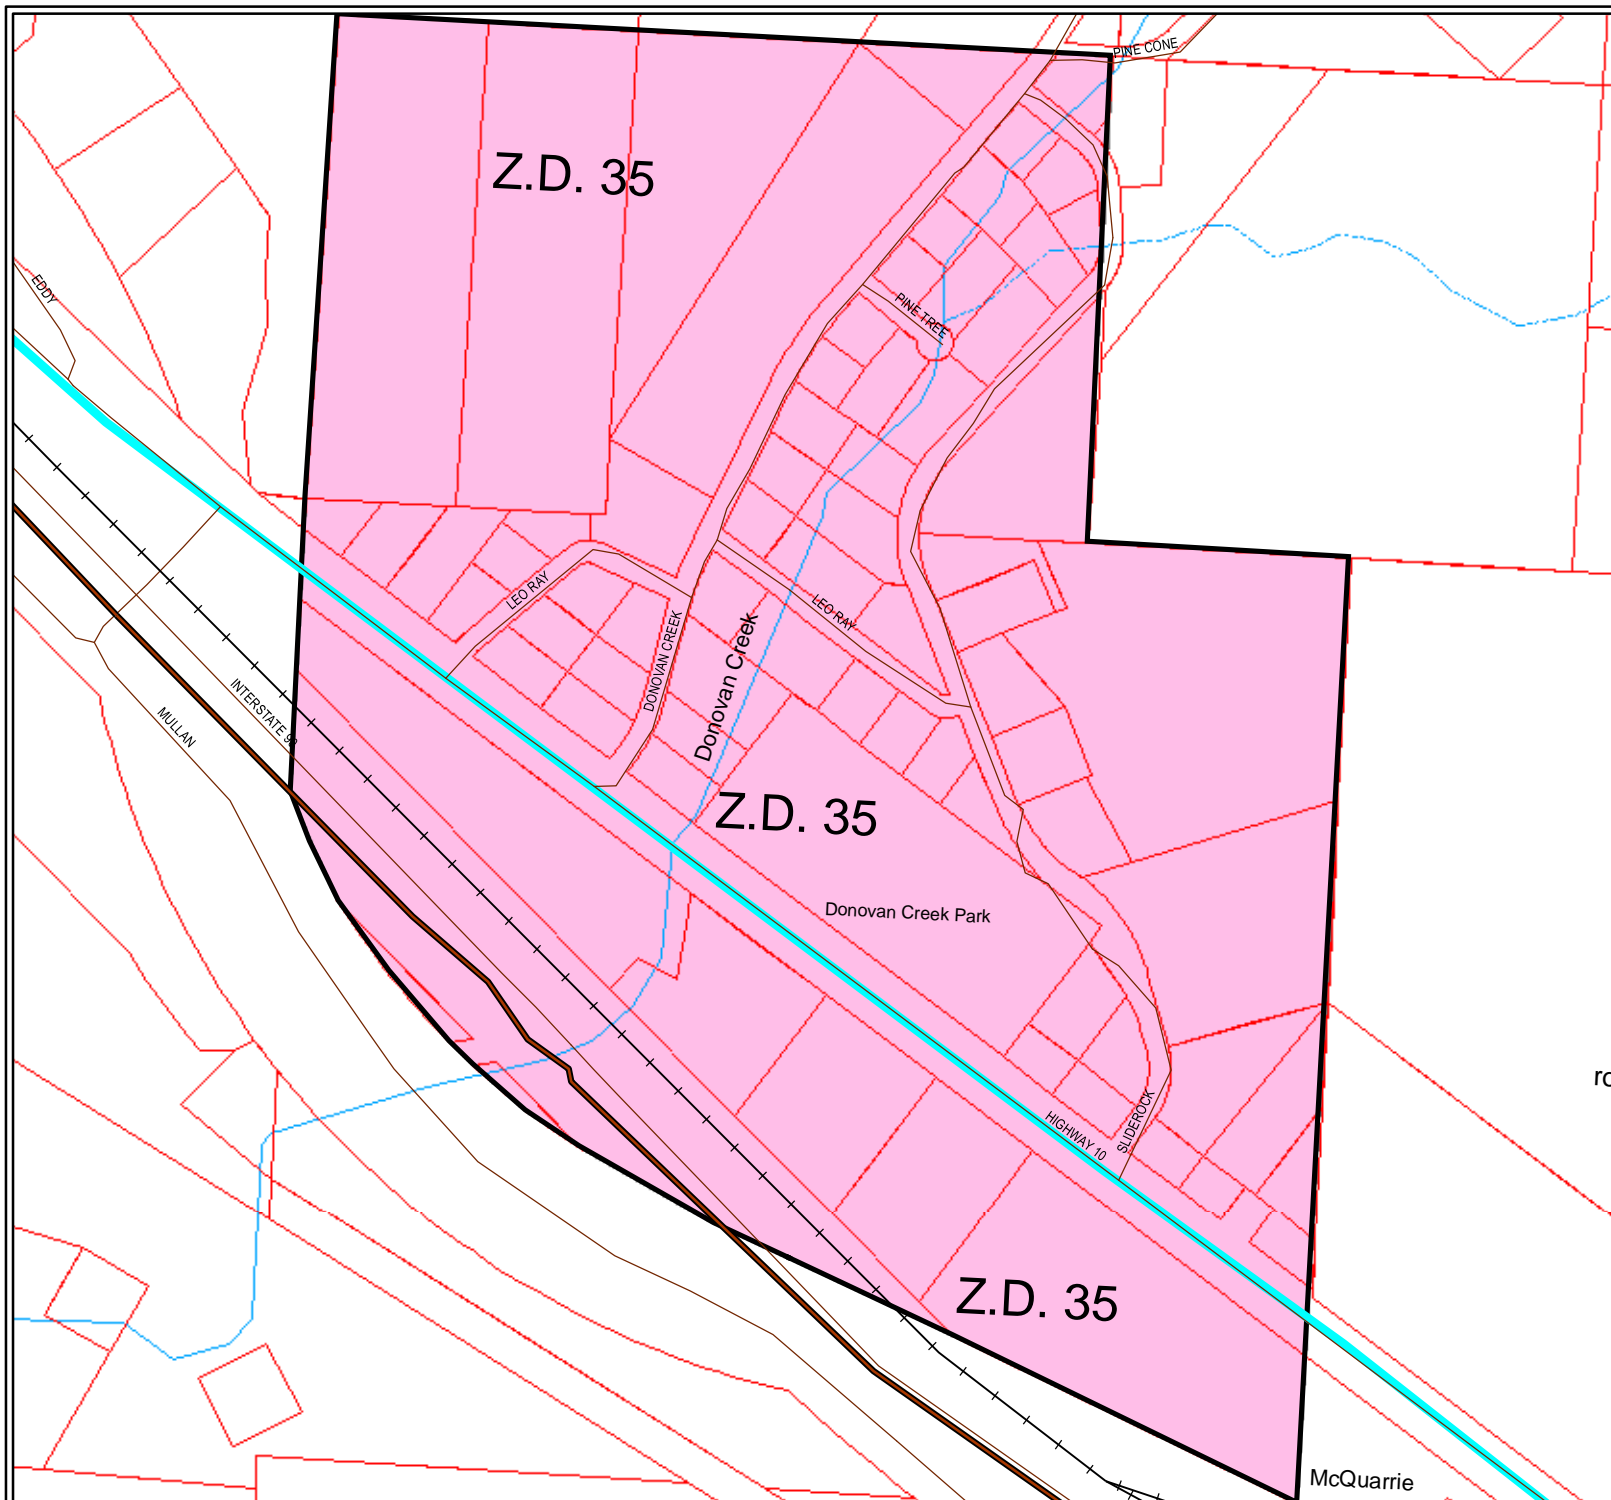 PINE CONE
Z.D. 35
EDDY
PINE TREE
LEO RAY
LEO RAY
DONOVAN CREEK
Donovan Creek
INTERSTATE 90
MULLAN
Z.D. 35
Donovan Creek Park
HIGHWAY 10
SLIDEROCK
Z.D. 35
McQuarrie